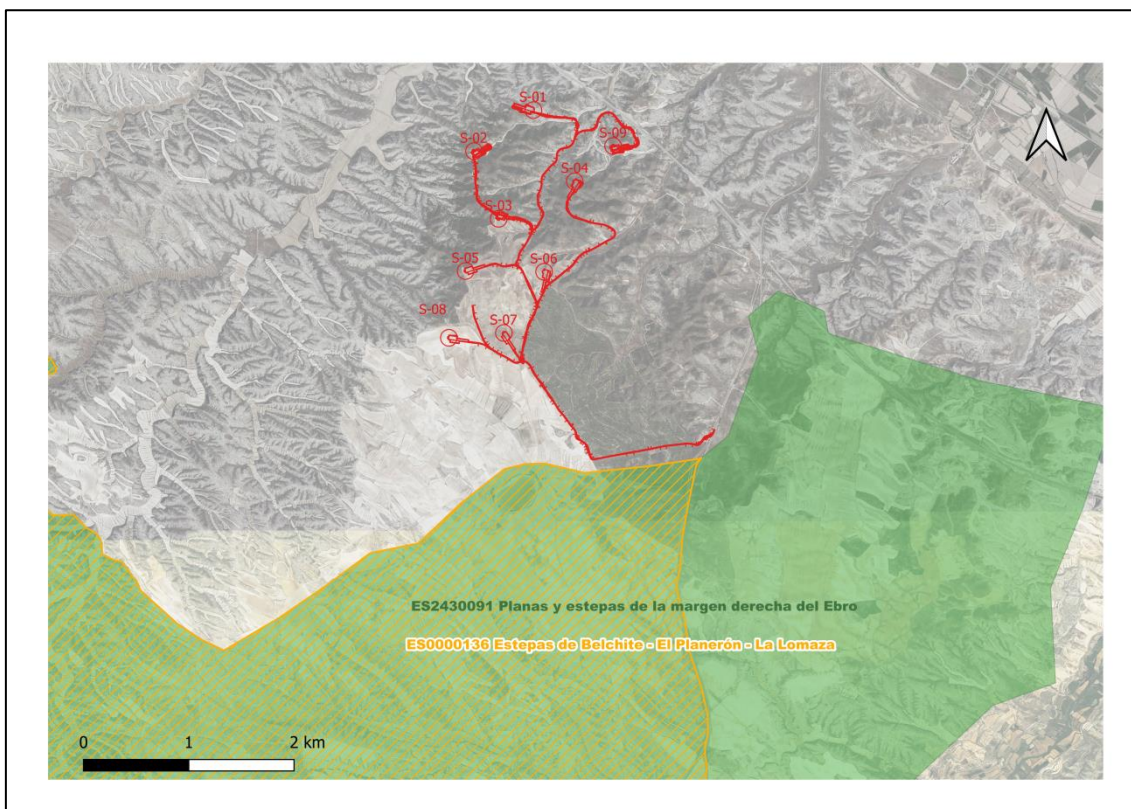 S-01
S-02
S-09
S-04
S-03
S-05
S-06
S-08
S-07
ES2430091 Planas y estepas de la margen derecha del Ebro
ES0000136 Estepas de Belchite - El Planerón - La Lomaza
0 1 2 km